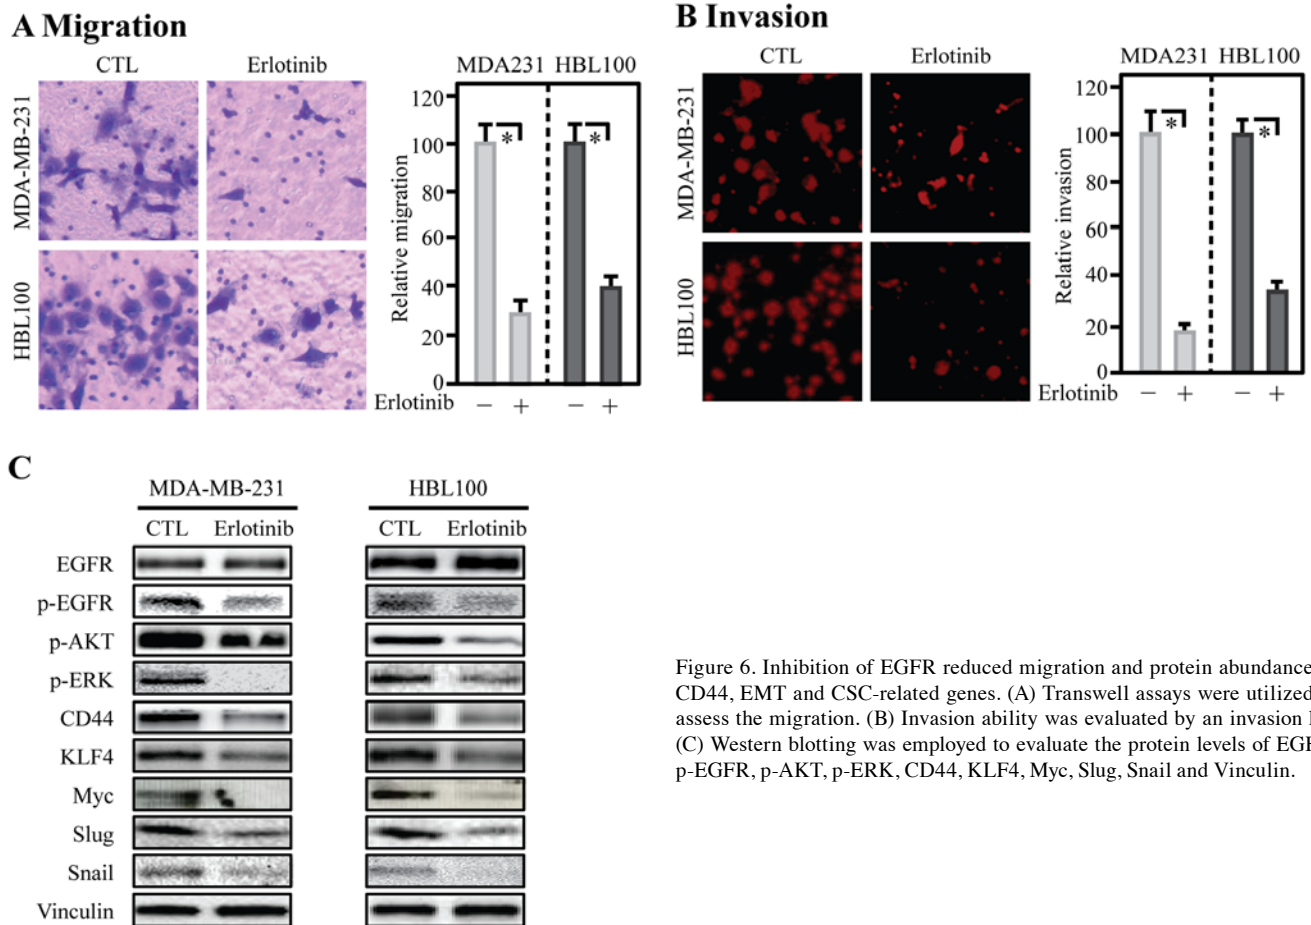 A Migration
CTL
Erlotinib
MDA231 HBL100
MDA-MB-231
HBL100
Relative migration
120
100
80
60
40
20
0
*
*
Erlotinib
− + − +
B Invasion
CTL
Erlotinib
MDA231 HBL100
MDA-MB-231
HBL100
Relative invasion
120
100
80
60
40
20
0
*
*
Erlotinib
− + − +
C
MDA-MB-231
HBL100
CTL Erlotinib
CTL Erlotinib
EGFR
p-EGFR
p-AKT
p-ERK
CD44
KLF4
Myc
Slug
Snail
Vinculin
Figure 6. Inhibition of EGFR reduced migration and protein abundance
CD44, EMT and CSC-related genes. (A) Transwell assays were utilized
assess the migration. (B) Invasion ability was evaluated by an invasion
(C) Western blotting was employed to evaluate the protein levels of
p-EGFR, p-AKT, p-ERK, CD44, KLF4, Myc, Slug, Snail and Vinculin.